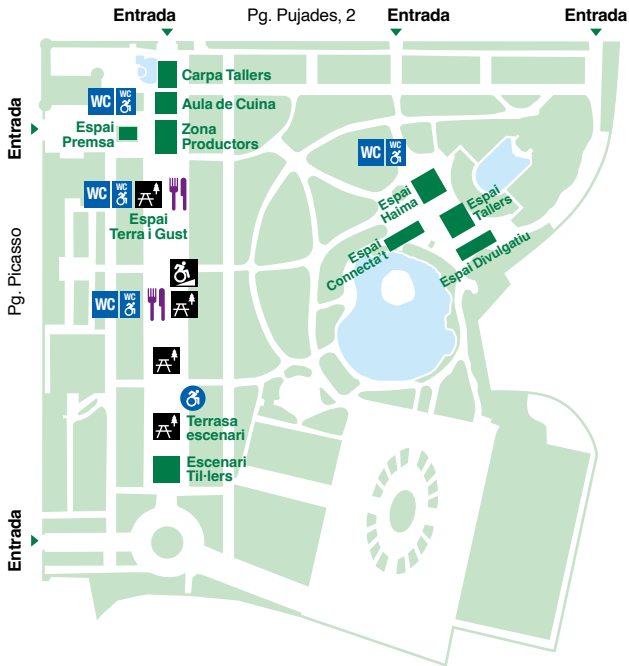 Entrada
Pg. Pujades, 2
Entrada
Entrada
Carpa Tallers
WC
WC
Aula de Cuina
Entrada
Espai
Premsa
Zona
Productors
WC
WC
Espai
Haima
Espai
Tallers
WC
WC
Espai
Terra i Gust
Espai
Connecta't
Espai Divulgatiu
Pg. Picasso
WC
WC
Terrasa
escenari
Escenari
Til·lers
Entrada